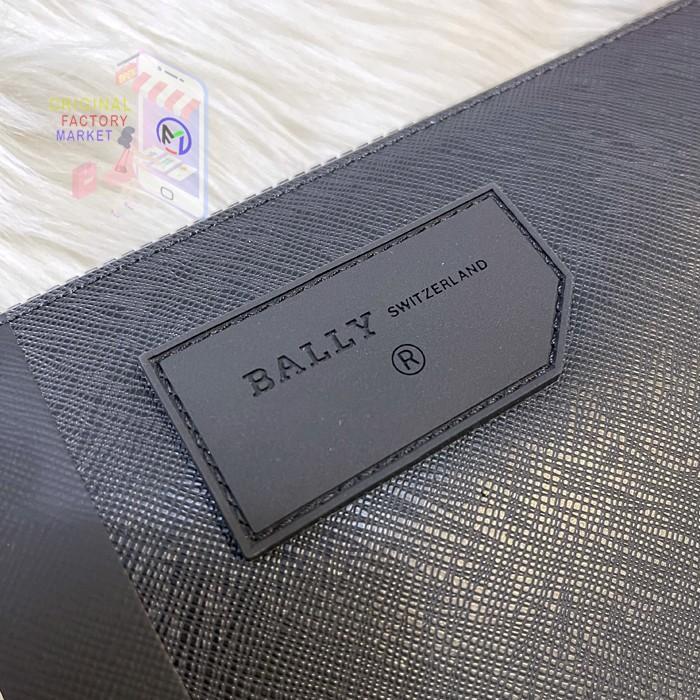 ORIGINAL
FACTORY
MARKET
BALLY SWITZERLAND
®